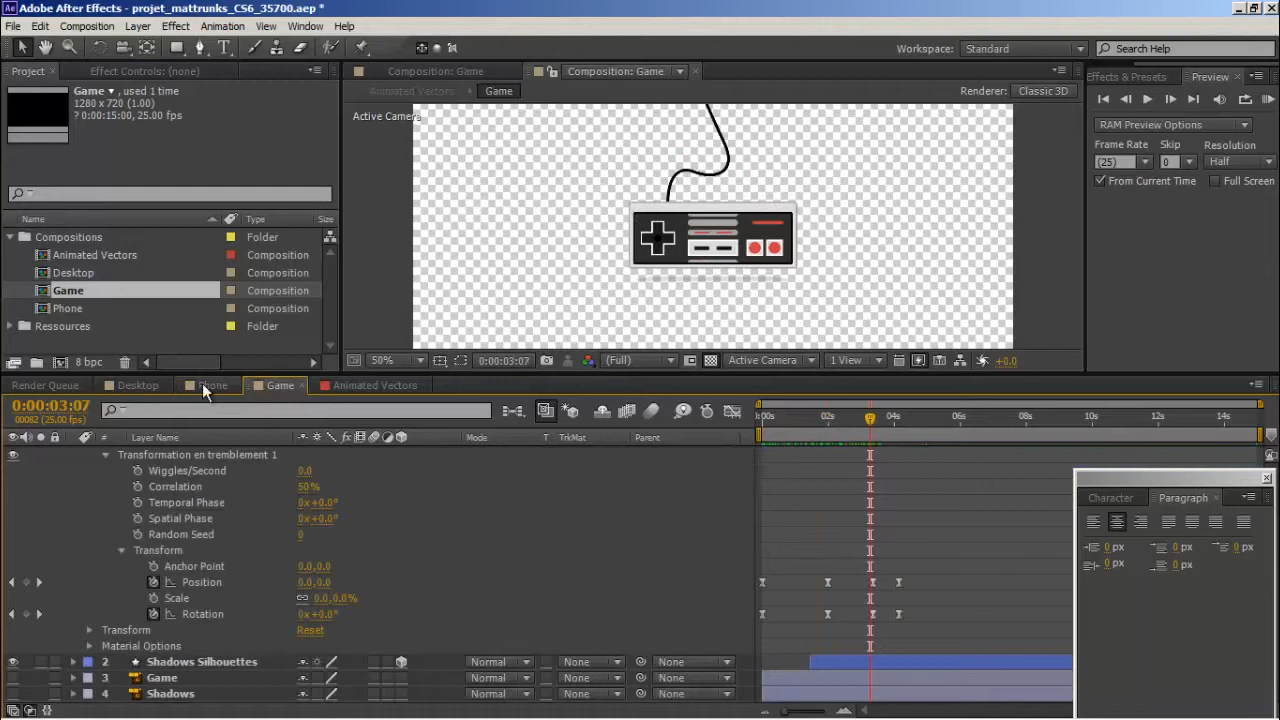 Adobe After Effects - projet_mattrunks_CS6_35700.aep *
File Edit Composition Layer Effect Animation View Window Help
Workspace: Standard Search Help
Project Effect Controls: (none) Composition: Game Composition: Game Effects & Presets Preview
Game , used 1 time
1280 x 720 (1.00)
? 0:00:15:00, 25.00 fps
Animated Vectors Game Renderer: Classic 3D
Active Camera
RAM Preview Options
Frame Rate Skip Resolution
(25) 0 Half
From Current Time Full Screen
Name Type Size
Compositions Folder
Animated Vectors Composition
Desktop Composition
Game Composition
Phone Composition
Ressources Folder
8 bpc 50% 0:00:03:07 (Full) Active Camera 1 View +0.0
Render Queue Desktop Phone Game Animated Vectors
0:00:03:07
00082 (25.00 fps)
00s 02s 04s 06s 08s 10s 12s 14s
# Layer Name Mode T TrkMat Parent
Transformation en tremblement 1
Wiggles/Second 0.0
Correlation 50%
Temporal Phase 0x+0.0°
Spatial Phase 0x+0.0°
Random Seed 0
Transform
Anchor Point 0.0,0.0
Position 0.0,0.0
Scale 0.0,0.0%
Rotation 0x+0.0°
Transform Reset
Material Options
2 Shadows Silhouettes Normal None None
3 Game Normal None None
4 Shadows Normal None None
Character Paragraph
0 px 0 px 0 px
0 px 0 px